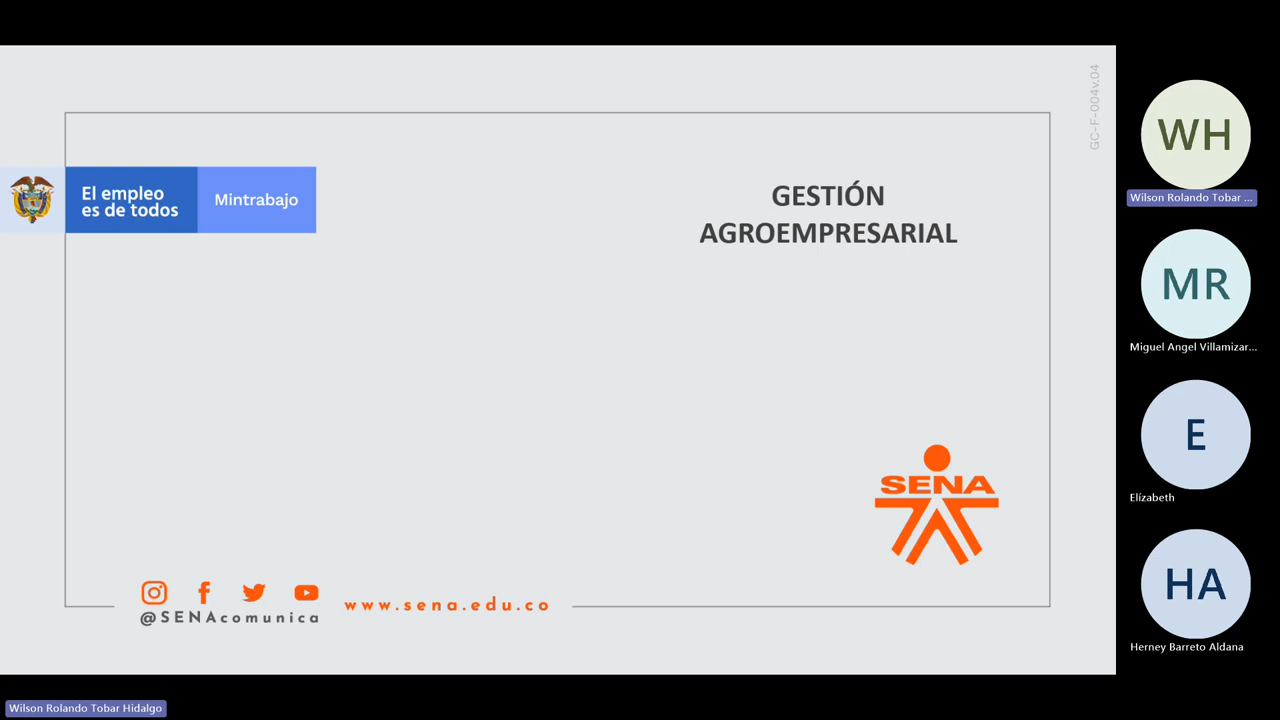 GC-F-004v.04
El empleo
es de todos
Mintrabajo
GESTIÓN
AGROEMPRESARIAL
SENA
@SENAcomunica
www.sena.edu.co
WH
Wilson Rolando Tobar ...
MR
Miguel Angel Villamizar...
E
Elízabeth
HA
Herney Barreto Aldana
Wilson Rolando Tobar Hidalgo